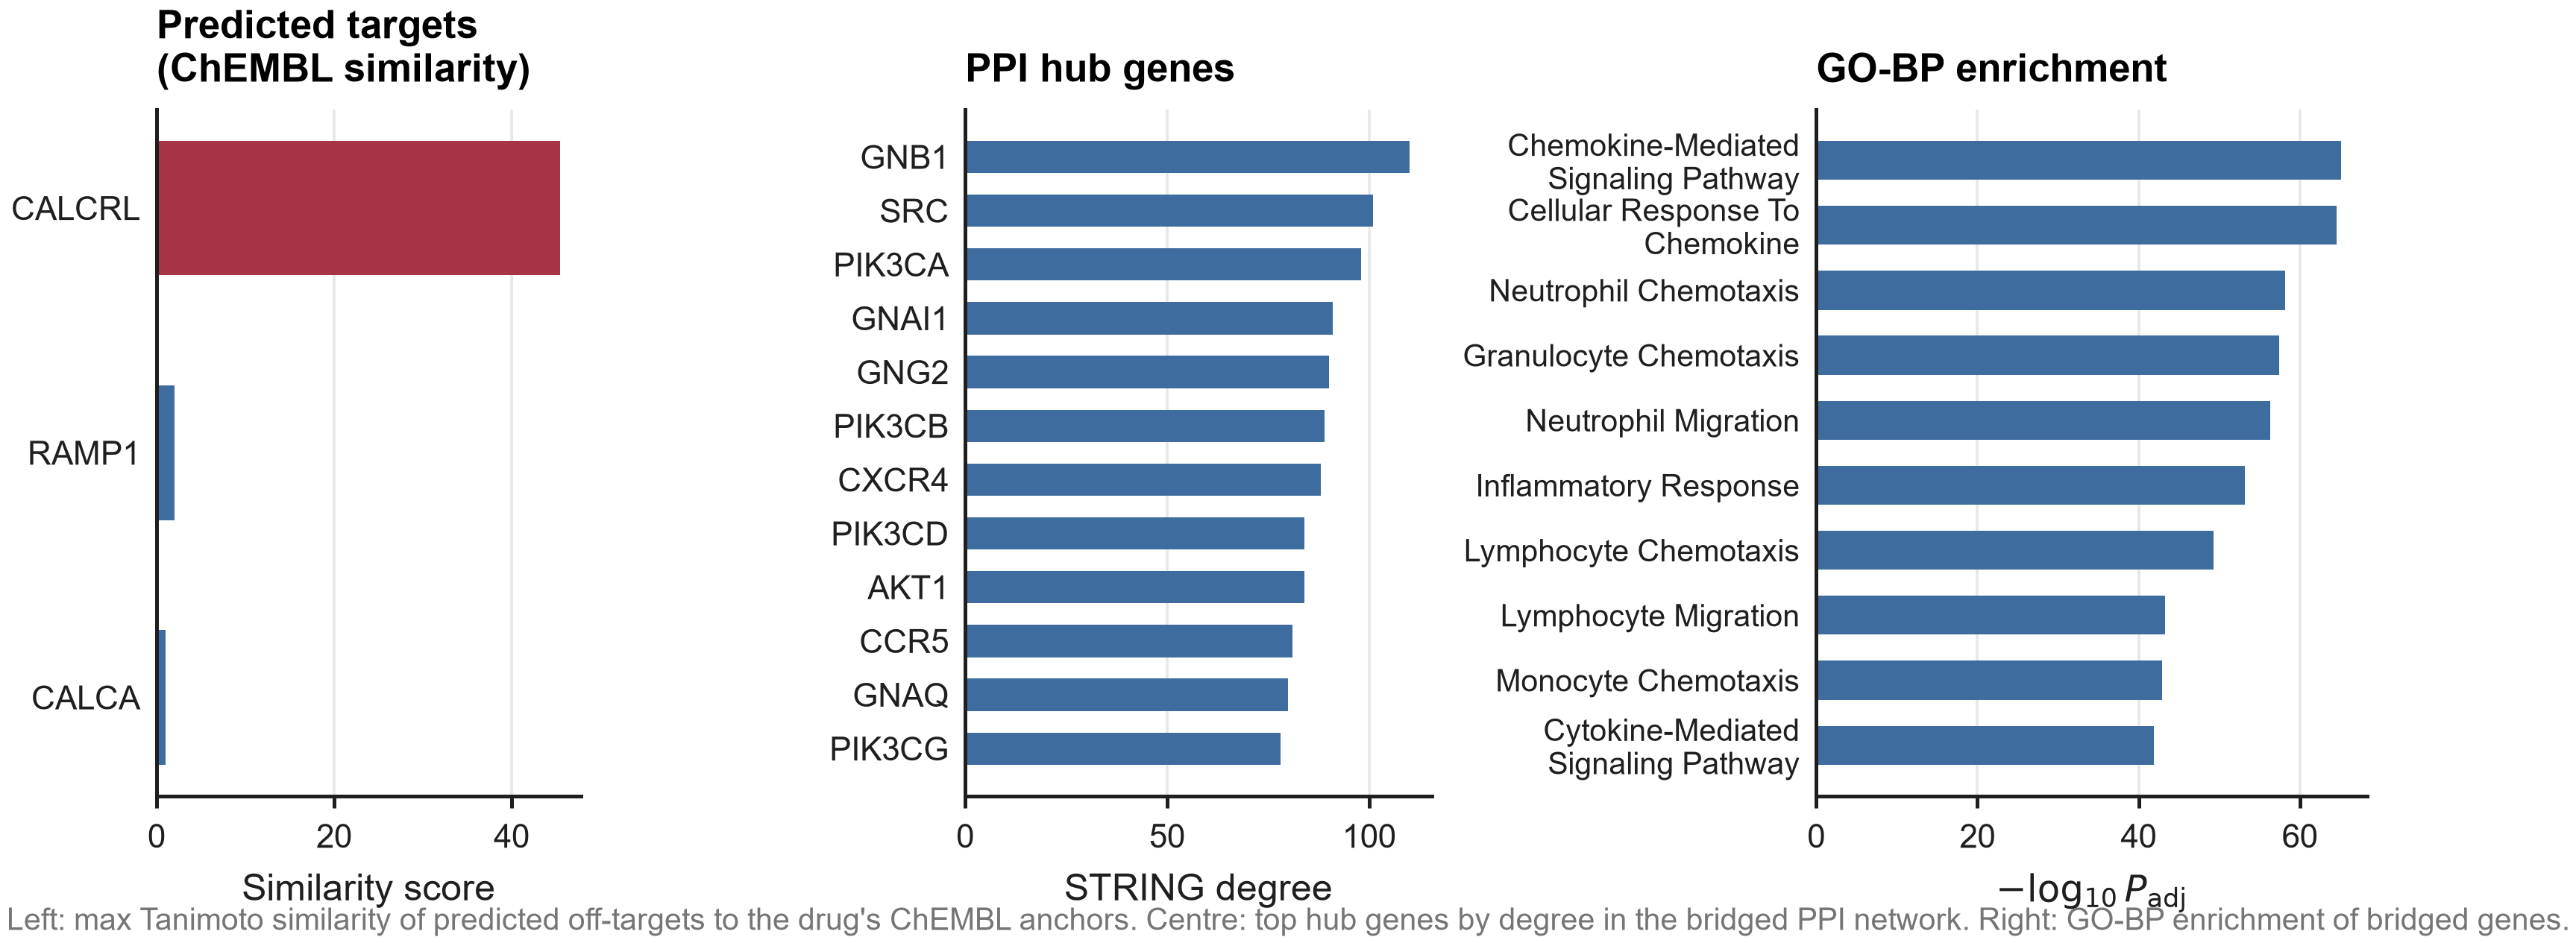 Predicted targets
(ChEMBL similarity)
CALCRL
RAMP1
CALCA
0
20
40
Similarity score
PPI hub genes
GNB1
SRC
PIK3CA
GNAI1
GNG2
PIK3CB
CXCR4
PIK3CD
AKT1
CCR5
GNAQ
PIK3CG
0
50
100
STRING degree
GO-BP enrichment
Chemokine-Mediated
Signaling Pathway
Cellular Response To
Chemokine
Neutrophil Chemotaxis
Granulocyte Chemotaxis
Neutrophil Migration
Inflammatory Response
Lymphocyte Chemotaxis
Lymphocyte Migration
Monocyte Chemotaxis
Cytokine-Mediated
Signaling Pathway
0
20
40
60
−log₁₀ P_adj
Left: max Tanimoto similarity of predicted off-targets to the drug's ChEMBL anchors. Centre: top hub genes by degree in the bridged PPI network. Right: GO-BP enrichment of bridged genes.